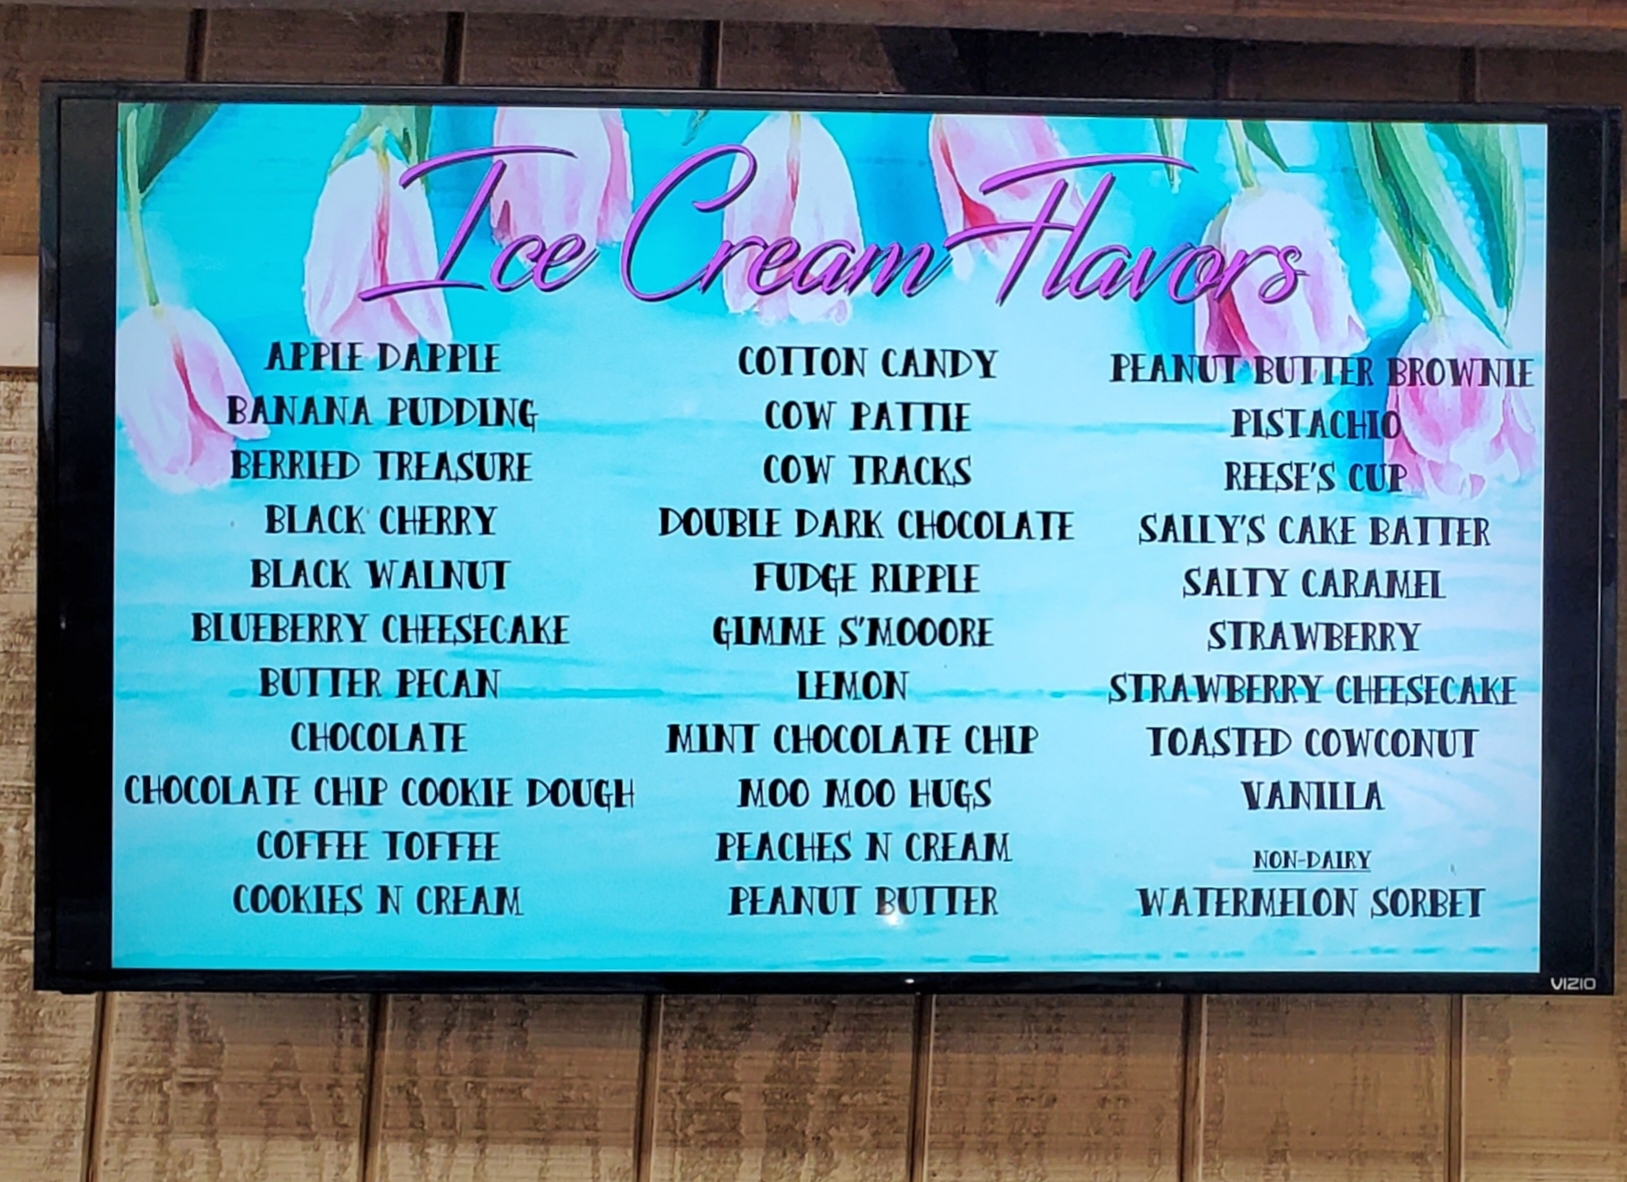 Ice Cream Flavors
APPLE DAPPLE
BANANA PUDDING
BERRIED TREASURE
BLACK CHERRY
BLACK WALNUT
BLUEBERRY CHEESECAKE
BUTTER PECAN
CHOCOLATE
CHOCOLATE CHIP COOKIE DOUGH
COFFEE TOFFEE
COOKIES N CREAM
COTTON CANDY
COW PATTIE
COW TRACKS
DOUBLE DARK CHOCOLATE
FUDGE RIPPLE
GIMME S'MOOORE
LEMON
MINT CHOCOLATE CHIP
MOO MOO HUGS
PEACHES N CREAM
PEANUT BUTTER
PEANUT BUTTER BROWNIE
PISTACHIO
REESE'S CUP
SALLY'S CAKE BATTER
SALTY CARAMEL
STRAWBERRY
STRAWBERRY CHEESECAKE
TOASTED COWCONUT
VANILLA
NON-DAIRY
WATERMELON SORBET
VIZIO